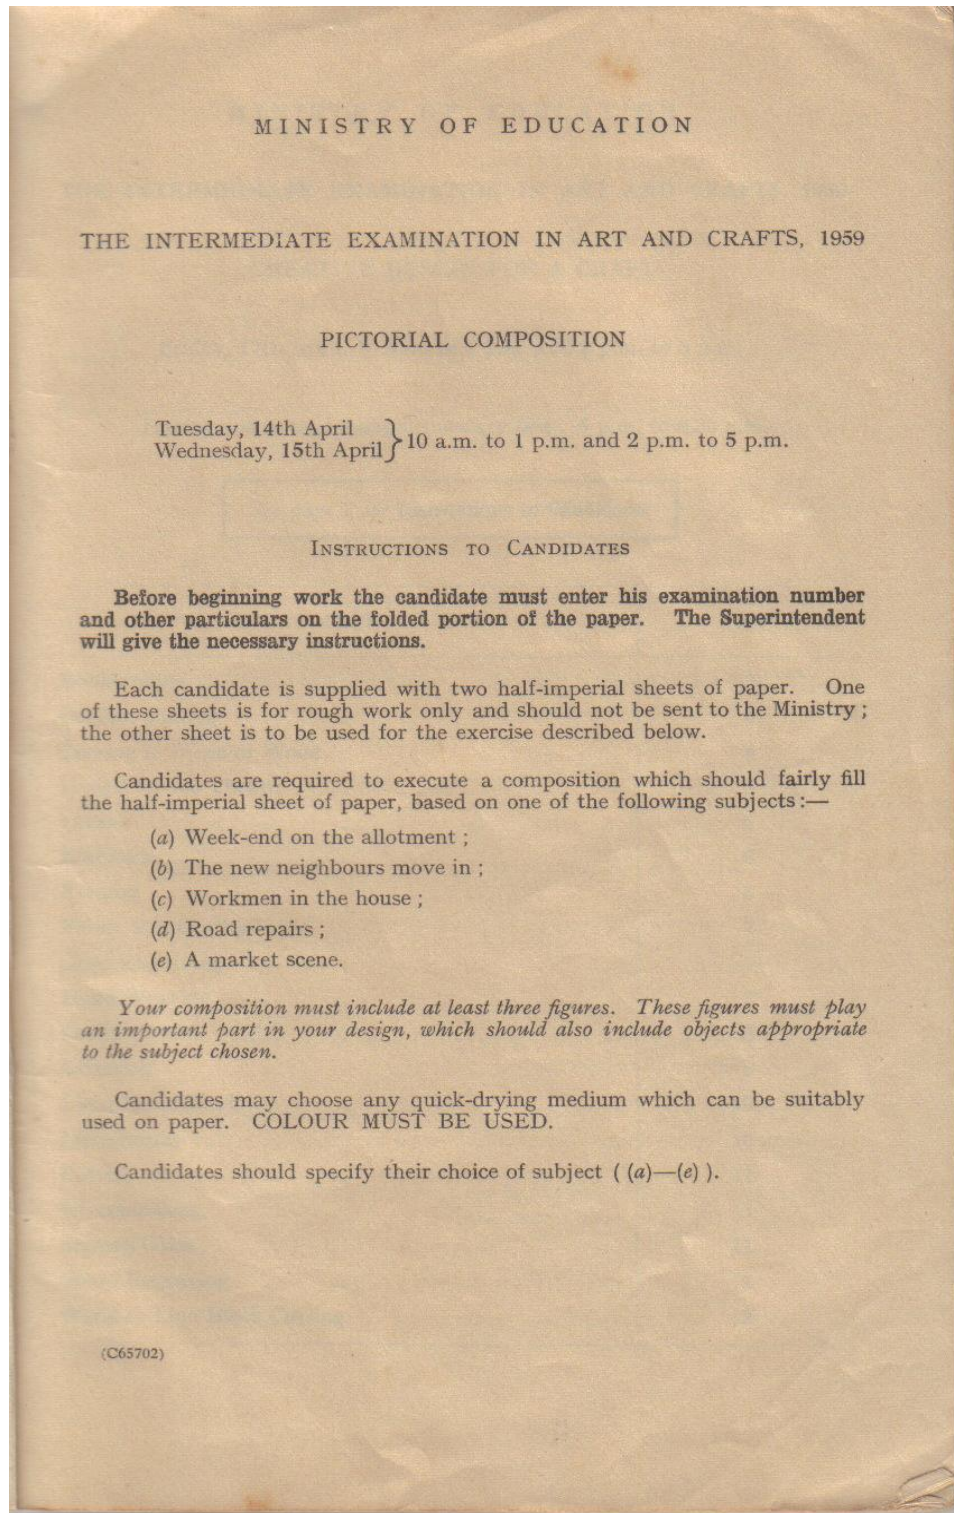 MINISTRY OF EDUCATION
THE INTERMEDIATE EXAMINATION IN ART AND CRAFTS, 1959
PICTORIAL COMPOSITION
Tuesday, 14th April
Wednesday, 15th April } 10 a.m. to 1 p.m. and 2 p.m. to 5 p.m.
INSTRUCTIONS TO CANDIDATES
Before beginning work the candidate must enter his examination number
and other particulars on the folded portion of the paper. The Superintendent
will give the necessary instructions.
Each candidate is supplied with two half-imperial sheets of paper. One
of these sheets is for rough work only and should not be sent to the Ministry ;
the other sheet is to be used for the exercise described below.
Candidates are required to execute a composition which should fairly fill
the half-imperial sheet of paper, based on one of the following subjects :—
(a) Week-end on the allotment ;
(b) The new neighbours move in ;
(c) Workmen in the house ;
(d) Road repairs ;
(e) A market scene.
Your composition must include at least three figures. These figures must play
an important part in your design, which should also include objects appropriate
to the subject chosen.
Candidates may choose any quick-drying medium which can be suitably
used on paper. COLOUR MUST BE USED.
Candidates should specify their choice of subject ( (a)—(e) ).
(C65702)